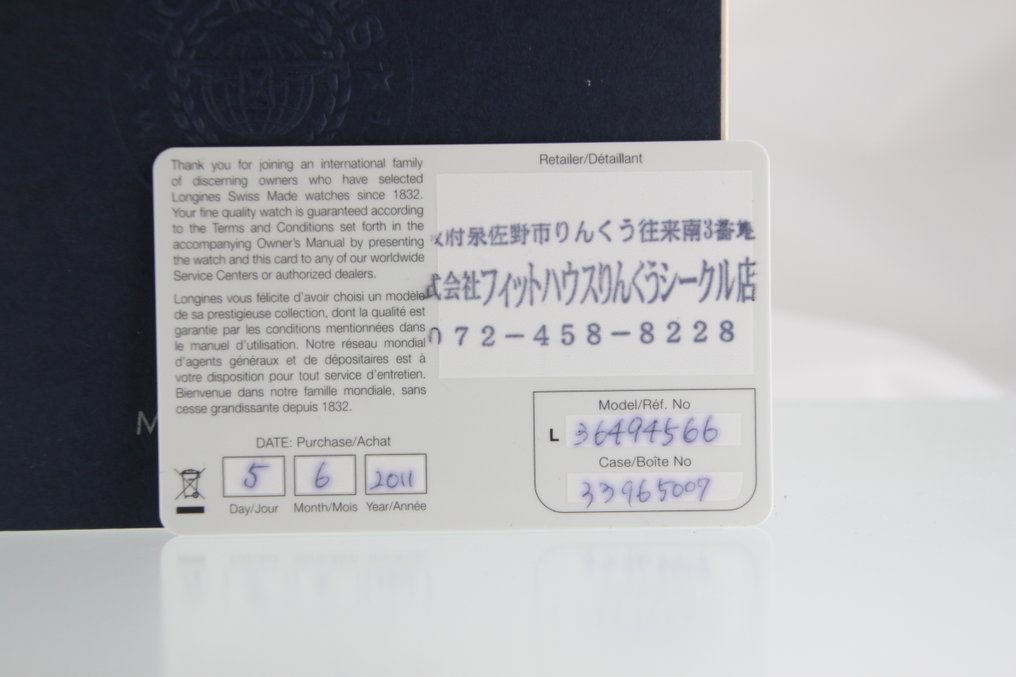 Thank you for joining an international family
of discerning owners who have selected
Longines Swiss Made watches since 1832.
Your fine quality watch is guaranteed according
to the Terms and Conditions set forth in the
accompanying Owner's Manual by presenting
the watch and this card to any of our worldwide
Service Centers or authorized dealers.
Longines vous félicite d'avoir choisi un modèle
de sa prestigieuse collection, dont la qualité est
garantie par les conditions mentionnées dans
le manuel d'utilisation. Notre réseau mondial
d'agents généraux et de dépositaires est à
votre disposition pour tout service d'entretien.
Bienvenue dans notre famille mondiale, sans
cesse grandissante depuis 1832.
DATE: Purchase/Achat
5 6 2011
Day/Jour Month/Mois Year/Année
Retailer/Détaillant
府泉佐野市りんくう往来南3番地
式会社フィットハウスりんくうシークル店
072-458-8228
Model/Réf. No
L 36494566
Case/Boîte No
33965007